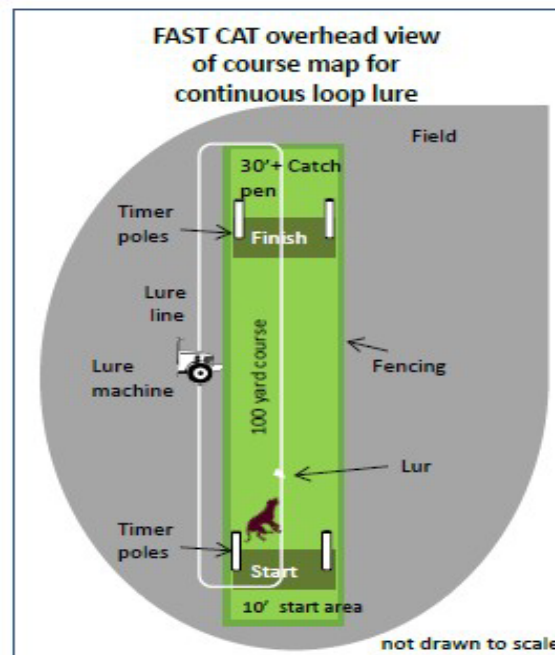 FAST CAT overhead view
of course map for
continuous loop lure
Field
30'+ Catch
pen
Timer
poles
Finish
Lure
line
Lure
machine
100 yard course
Fencing
Lur
Timer
poles
Start
10' start area
not drawn to scale